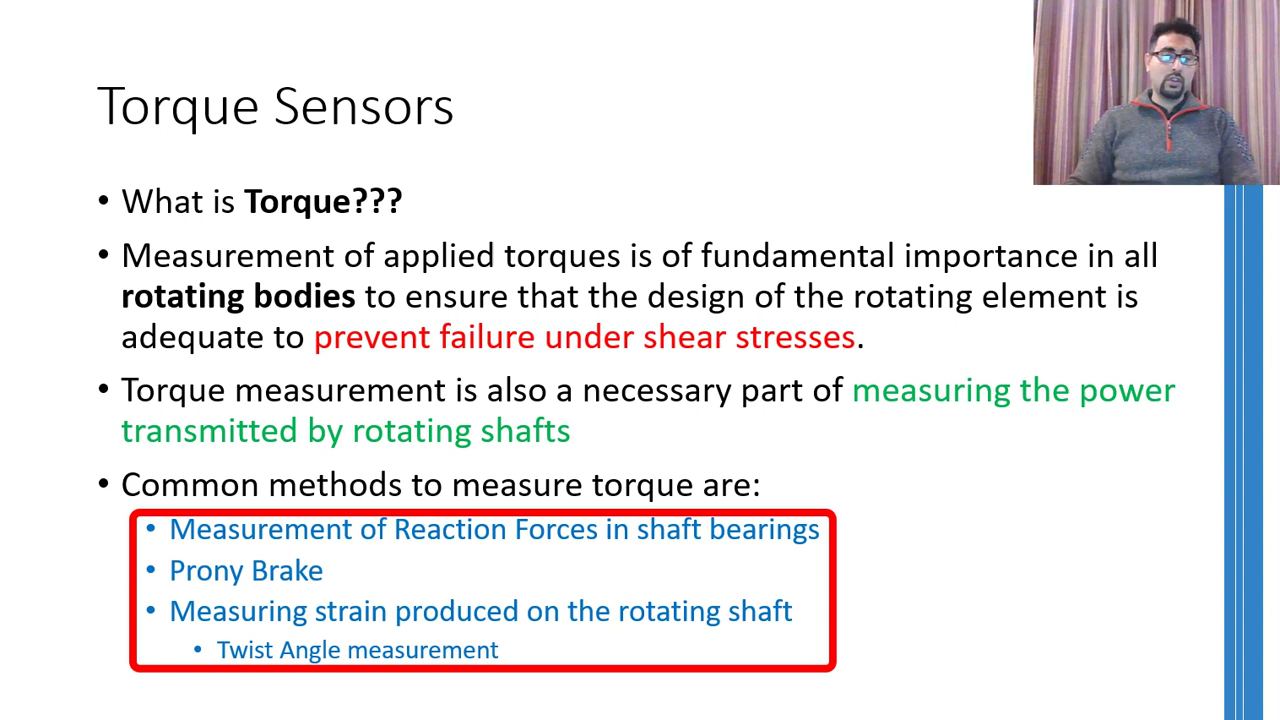 Torque Sensors
• What is Torque???
• Measurement of applied torques is of fundamental importance in all
rotating bodies to ensure that the design of the rotating element is
adequate to prevent failure under shear stresses.
• Torque measurement is also a necessary part of measuring the power
transmitted by rotating shafts
• Common methods to measure torque are:
• Measurement of Reaction Forces in shaft bearings
• Prony Brake
• Measuring strain produced on the rotating shaft
• Twist Angle measurement